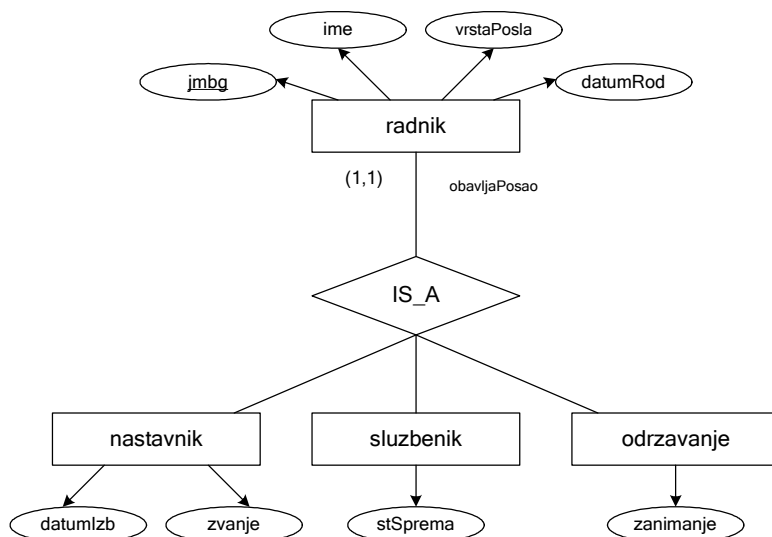 ime
vrstaPosla
jmbg
datumRod
radnik
(1,1)
obavljaPosao
IS_A
nastavnik
sluzbenik
odrzavanje
datumIzb
zvanje
stSprema
zanimanje